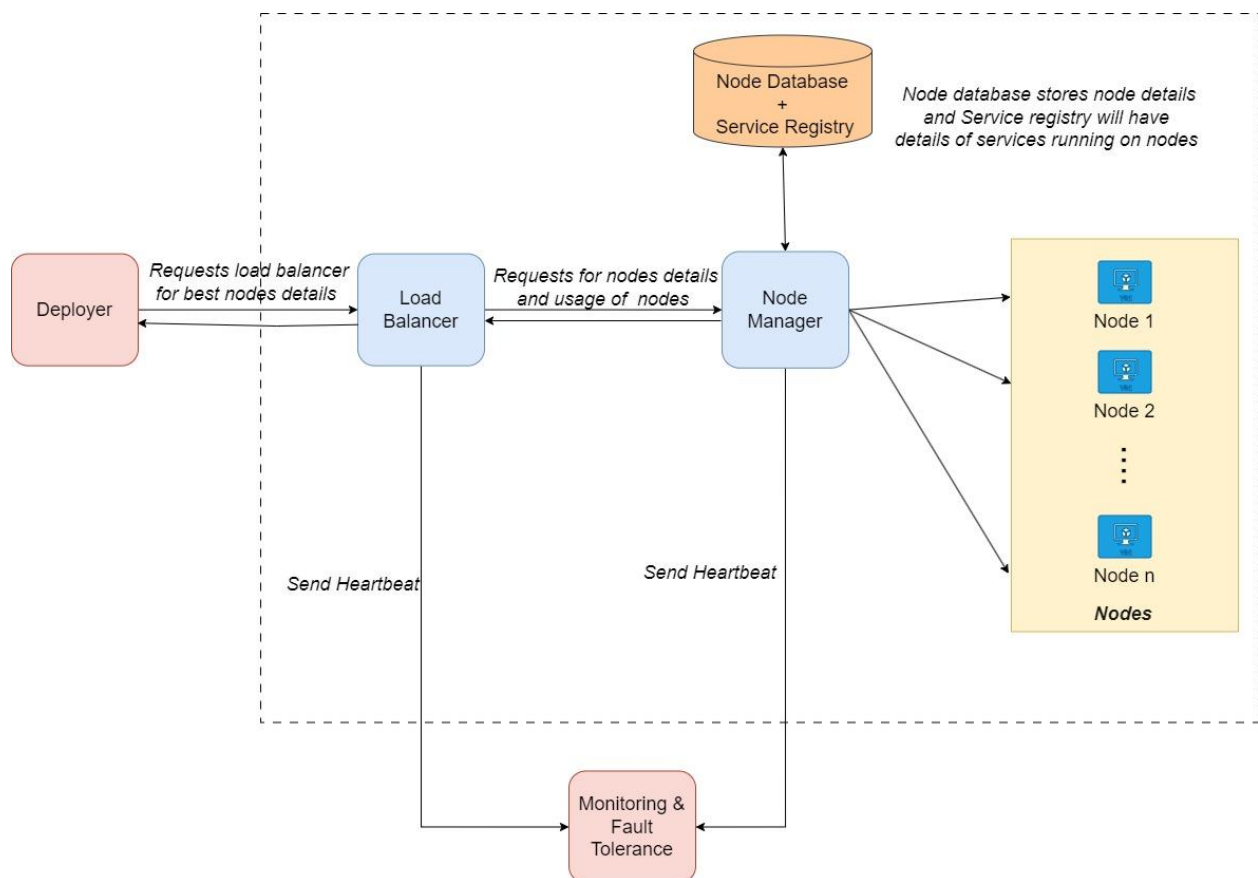 Node Database
+
Service Registry
Node database stores node details
and Service registry will have
details of services running on nodes
Deployer
Requests load balancer
for best nodes details
Load
Balancer
Requests for nodes details
and usage of nodes
Node
Manager
Node 1
Node 2
Node n
Nodes
Send Heartbeat
Send Heartbeat
Monitoring &
Fault
Tolerance